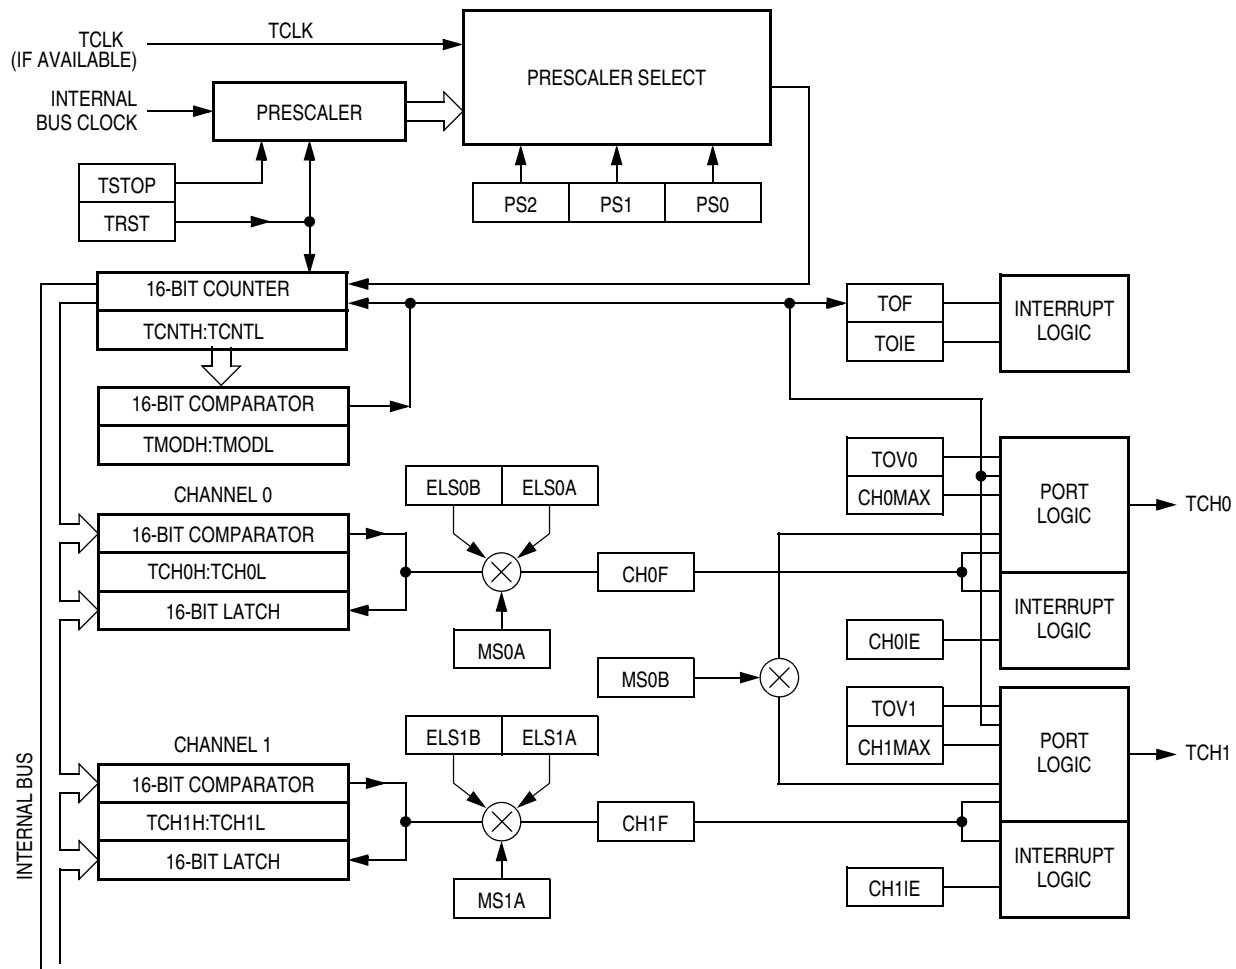 TCLK
(IF AVAILABLE)
TCLK
PRESCALER SELECT
INTERNAL
BUS CLOCK
PRESCALER
TSTOP
TRST
PS2
PS1
PS0
16-BIT COUNTER
TCNTH:TCNTL
TOF
TOIE
INTERRUPT
LOGIC
16-BIT COMPARATOR
TMODH:TMODL
CHANNEL 0
ELS0B
ELS0A
TOV0
CH0MAX
PORT
LOGIC
TCH0
16-BIT COMPARATOR
TCH0H:TCH0L
16-BIT LATCH
CH0F
MS0A
INTERRUPT
LOGIC
CH0IE
MS0B
CHANNEL 1
ELS1B
ELS1A
TOV1
CH1MAX
PORT
LOGIC
TCH1
16-BIT COMPARATOR
TCH1H:TCH1L
16-BIT LATCH
CH1F
MS1A
INTERRUPT
LOGIC
CH1IE
INTERNAL BUS